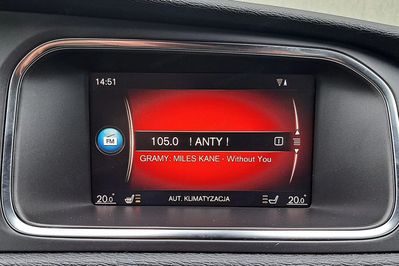 14:51
FM
105.0 ! ANTY !
GRAMY: MILES KANE - Without You
20.0° AUT. KLIMATYZACJA 20.0°